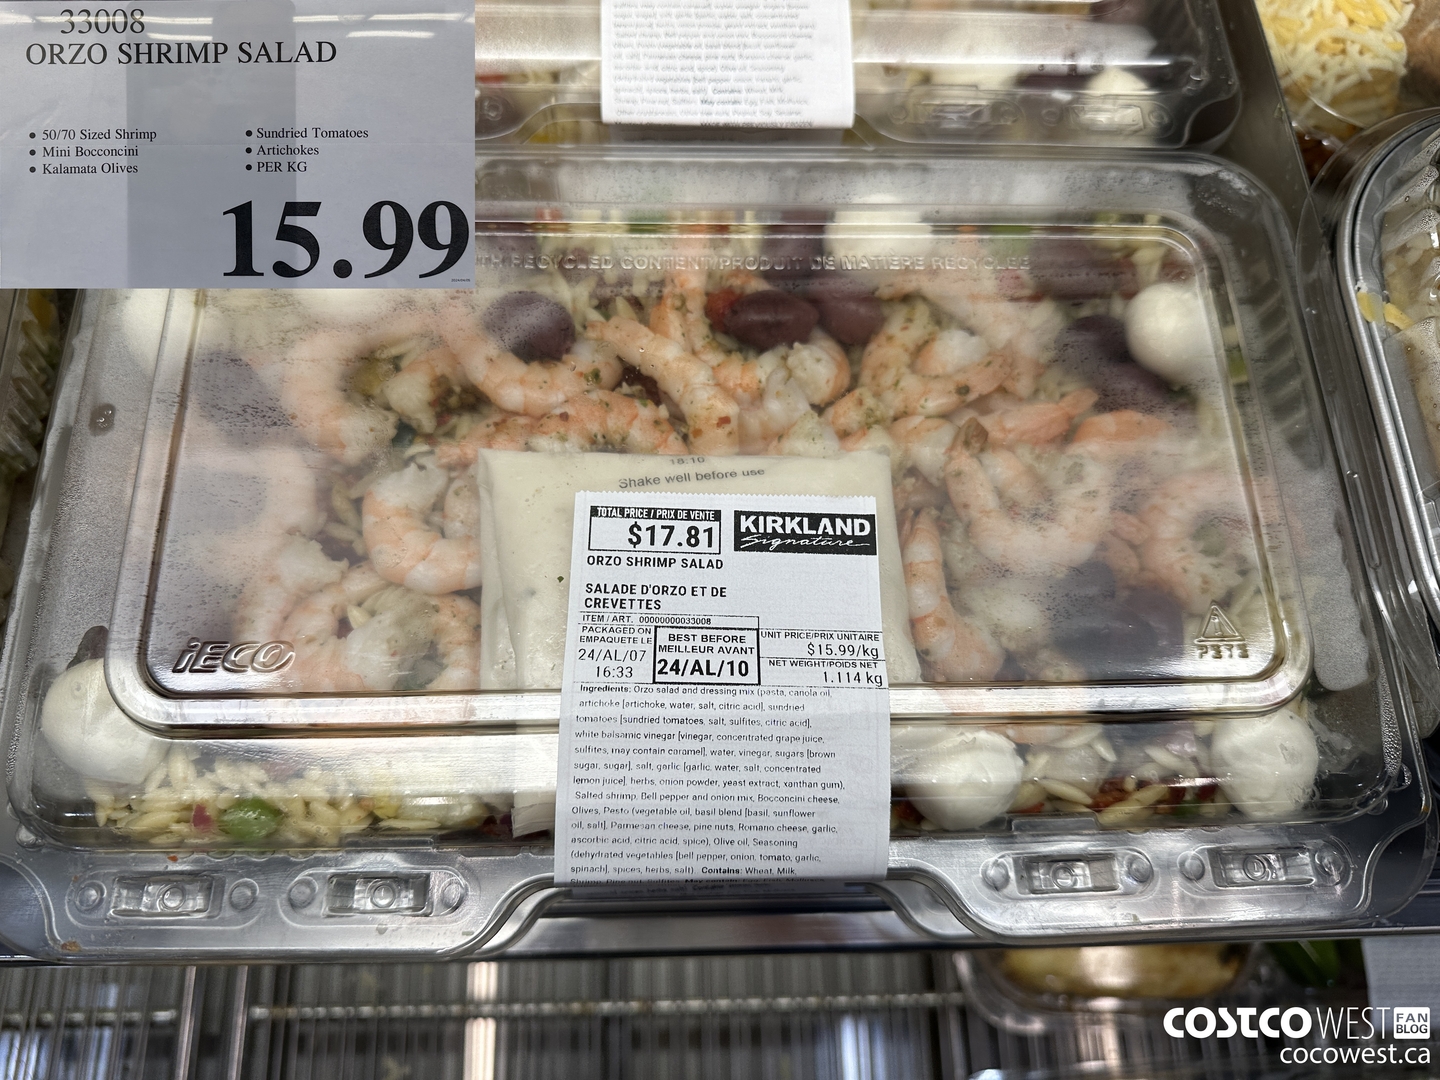 33008
ORZO SHRIMP SALAD
• 50/70 Sized Shrimp
• Mini Bocconcini
• Kalamata Olives
• Sundried Tomatoes
• Artichokes
• PER KG
15.99
TH RECYCLED CONTENT/PRODUIT DE MATIÈRE RECYCLÉE
18:10
Shake well before use
TOTAL PRICE / PRIX DE VENTE
$17.81
KIRKLAND
Signature
ORZO SHRIMP SALAD
SALADE D'ORZO ET DE
CREVETTES
ITEM / ART. 00000000033008
PACKAGED ON
EMPAQUETE LE
24/AL/07
16:33
BEST BEFORE
MEILLEUR AVANT
24/AL/10
UNIT PRICE/PRIX UNITAIRE
$15.99/kg
NET WEIGHT/POIDS NET
1.114 kg
Ingredients: Orzo salad and dressing mix (pasta, canola oil,
artichoke [artichoke, water, salt, citric acid], sundried
tomatoes [sundried tomatoes, salt, sulfites, citric acid],
white balsamic vinegar [vinegar, concentrated grape juice,
sulfites, may contain caramel], water, vinegar, sugars [brown
sugar, sugar], salt, garlic [garlic, water, salt, concentrated
lemon juice], herbs, onion powder, yeast extract, xanthan gum),
Salted shrimp, Bell pepper and onion mix, Bocconcini cheese,
Olives, Pesto (vegetable oil, basil blend [basil, sunflower
oil, salt], Parmesan cheese, pine nuts, Romano cheese, garlic,
ascorbic acid, citric acid, spice), Olive oil, Seasoning
(dehydrated vegetables [bell pepper, onion, tomato, garlic,
spinach], spices, herbs, salt). Contains: Wheat, Milk,
iECO
1
PETE
COSTCO WEST FAN BLOG
cocowest.ca